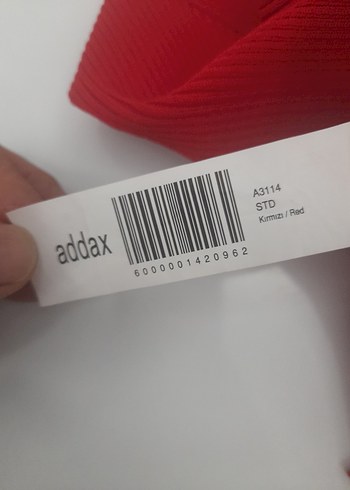 addax
6000001420962
A3114
STD
Kırmızı / Red